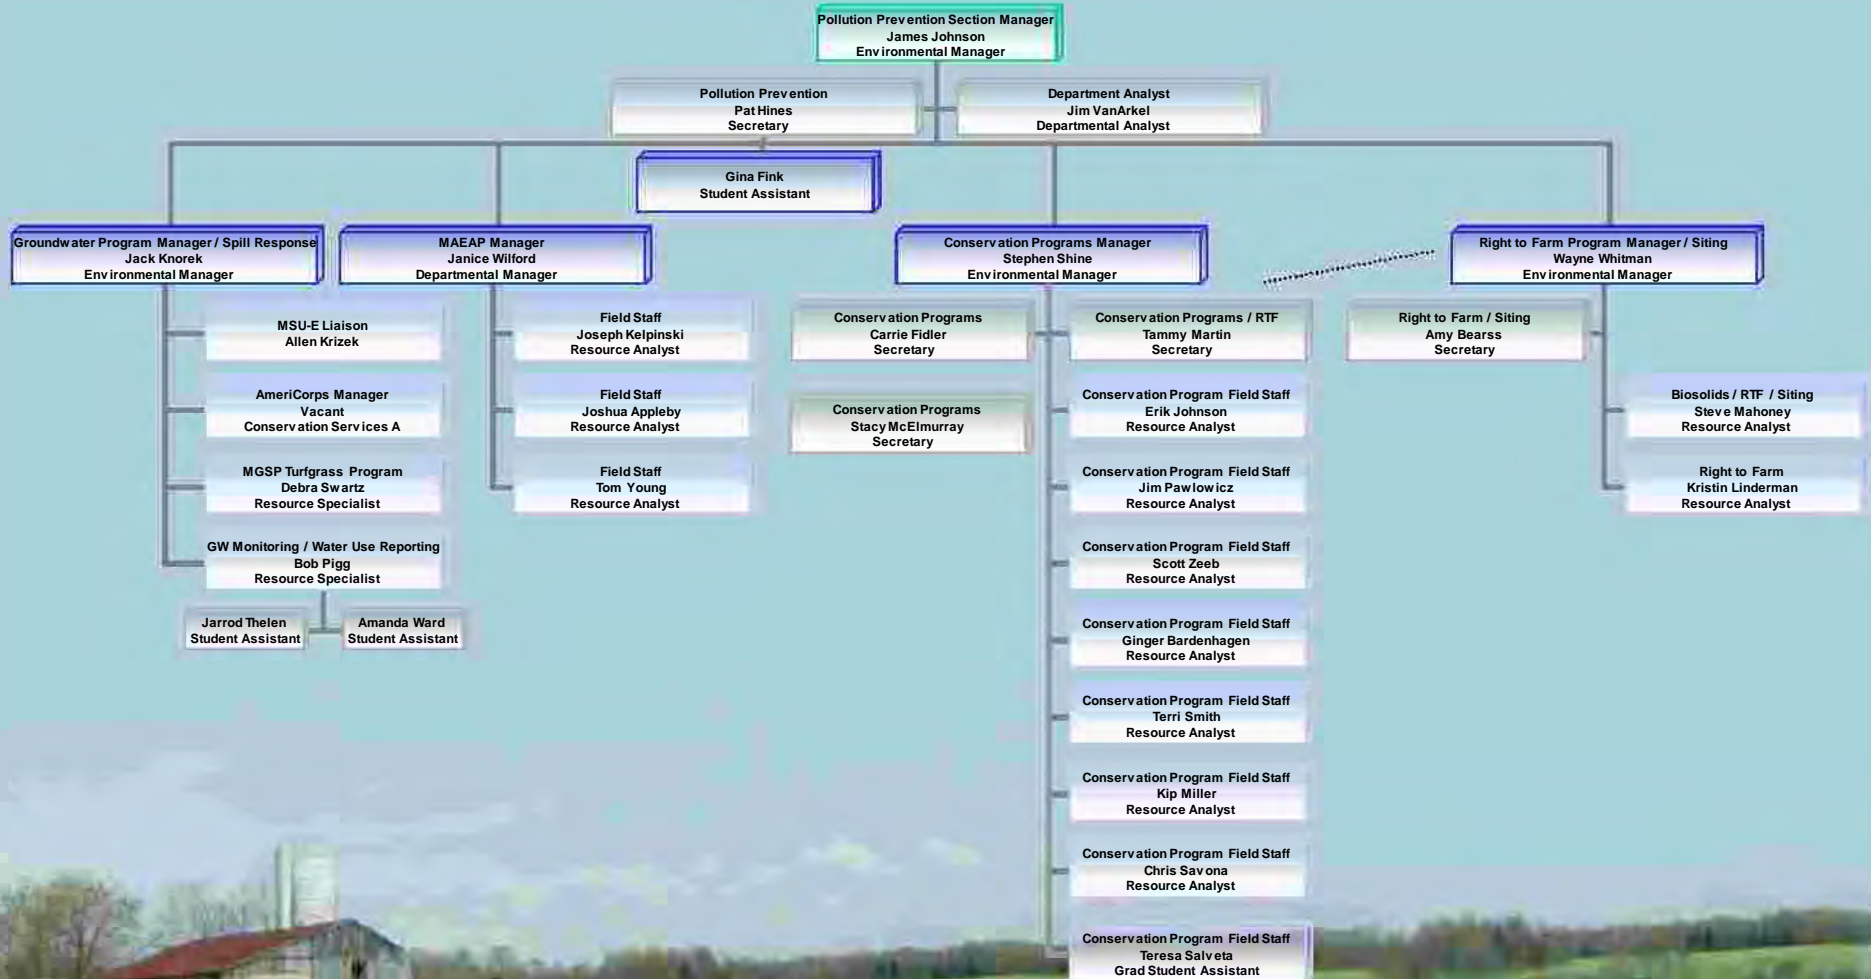 Pollution Prevention Section Manager
James Johnson
Environmental Manager
Pollution Prevention
Pat Hines
Secretary
Department Analyst
Jim VanArkel
Departmental Analyst
Gina Fink
Student Assistant
Groundwater Program Manager / Spill Response
Jack Knorek
Environmental Manager
MSU-E Liaison
Allen Krizek
AmeriCorps Manager
Vacant
Conservation Services A
MGSP Turfgrass Program
Debra Swartz
Resource Specialist
GW Monitoring / Water Use Reporting
Bob Pigg
Resource Specialist
Jarrod Thelen
Student Assistant
Amanda Ward
Student Assistant
MAEAP Manager
Janice Wilford
Departmental Manager
Field Staff
Joseph Kelpinski
Resource Analyst
Field Staff
Joshua Appleby
Resource Analyst
Field Staff
Tom Young
Resource Analyst
Conservation Programs Manager
Stephen Shine
Environmental Manager
Conservation Programs
Carrie Fidler
Secretary
Conservation Programs
Stacy McElmurray
Secretary
Conservation Programs / RTF
Tammy Martin
Secretary
Conservation Program Field Staff
Erik Johnson
Resource Analyst
Conservation Program Field Staff
Jim Pawlowicz
Resource Analyst
Conservation Program Field Staff
Scott Zeeb
Resource Analyst
Conservation Program Field Staff
Ginger Bardenhagen
Resource Analyst
Conservation Program Field Staff
Terri Smith
Resource Analyst
Conservation Program Field Staff
Kip Miller
Resource Analyst
Conservation Program Field Staff
Chris Savona
Resource Analyst
Conservation Program Field Staff
Teresa Salveta
Grad Student Assistant
Right to Farm Program Manager / Siting
Wayne Whitman
Environmental Manager
Right to Farm / Siting
Amy Bearss
Secretary
Biosolids / RTF / Siting
Steve Mahoney
Resource Analyst
Right to Farm
Kristin Linderman
Resource Analyst